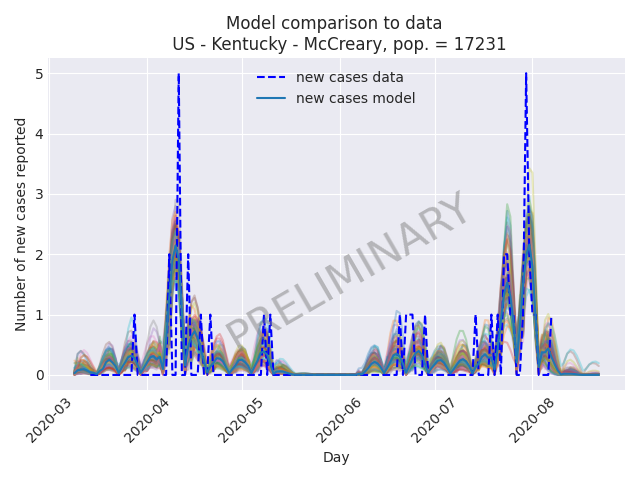 Model comparison to data
US - Kentucky - McCreary, pop. = 17231
new cases data
new cases model
Number of new cases reported
5
4
3
2
1
0
PRELIMINARY
2020-03
2020-04
2020-05
2020-06
2020-07
2020-08
Day